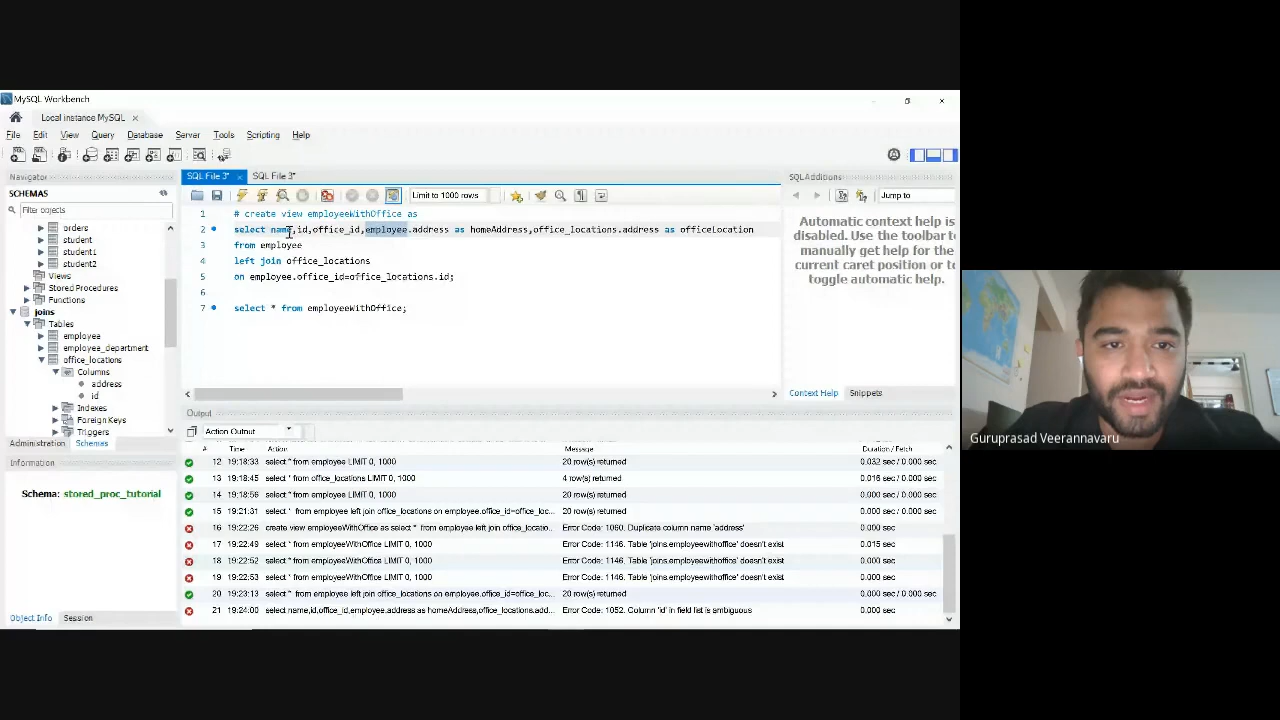 MySQL Workbench
Local instance MySQL
File Edit View Query Database Server Tools Scripting Help
Navigator
SCHEMAS
Filter objects
orders
student
student1
student2
Views
Stored Procedures
Functions
joins
Tables
employee
employee_department
office_locations
Columns
address
id
Indexes
Foreign Keys
Triggers
Administration Schemas
Information
Schema: stored_proc_tutorial
Object Info Session
SQL File 3* SQL File 3*
Limit to 1000 rows
1 # create view employeeWithOffice as
2 select name,id,office_id,employee.address as homeAddress,office_locations.address as officeLocation
3 from employee
4 left join office_locations
5 on employee.office_id=office_locations.id;
6
7 select * from employeeWithOffice;
SQLAdditions
Jump to
Automatic context help is
disabled. Use the toolbar to
manually get help for the
current caret position or to
toggle automatic help.
Context Help Snippets
Output
Action Output
# Time Action Message Duration / Fetch
12 19:18:33 select * from employee LIMIT 0, 1000 20 row(s) returned 0.032 sec / 0.000 sec
13 19:18:45 select * from office_locations LIMIT 0, 1000 4 row(s) returned 0.016 sec / 0.000 sec
14 19:18:56 select * from employee LIMIT 0, 1000 20 row(s) returned 0.000 sec / 0.000 sec
15 19:21:31 select * from employee left join office_locations on employee.office_id=office_loc... 20 row(s) returned 0.000 sec / 0.000 sec
16 19:22:26 create view employeeWithOffice as select * from employee left join office_locatio... Error Code: 1060. Duplicate column name 'address' 0.000 sec
17 19:22:49 select * from employeeWithOffice LIMIT 0, 1000 Error Code: 1146. Table 'joins.employeewithoffice' doesn't exist 0.015 sec
18 19:22:52 select * from employeeWithOffice LIMIT 0, 1000 Error Code: 1146. Table 'joins.employeewithoffice' doesn't exist 0.000 sec
19 19:22:53 select * from employeeWithOffice LIMIT 0, 1000 Error Code: 1146. Table 'joins.employeewithoffice' doesn't exist 0.000 sec
20 19:23:13 select * from employee left join office_locations on employee.office_id=office_loc... 20 row(s) returned 0.000 sec / 0.000 sec
21 19:24:00 select name,id,office_id,employee.address as homeAddress,office_locations.add... Error Code: 1052. Column 'id' in field list is ambiguous 0.000 sec
Guruprasad Veerannavaru